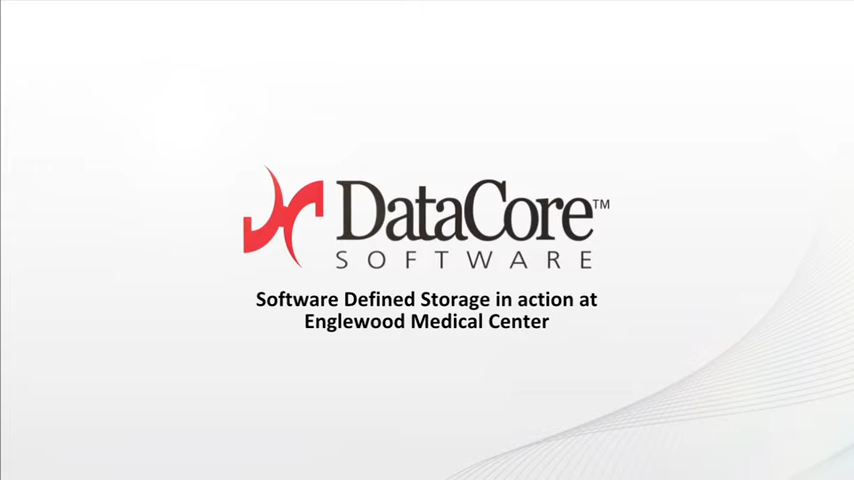 DataCore™
SOFTWARE
Software Defined Storage in action at
Englewood Medical Center